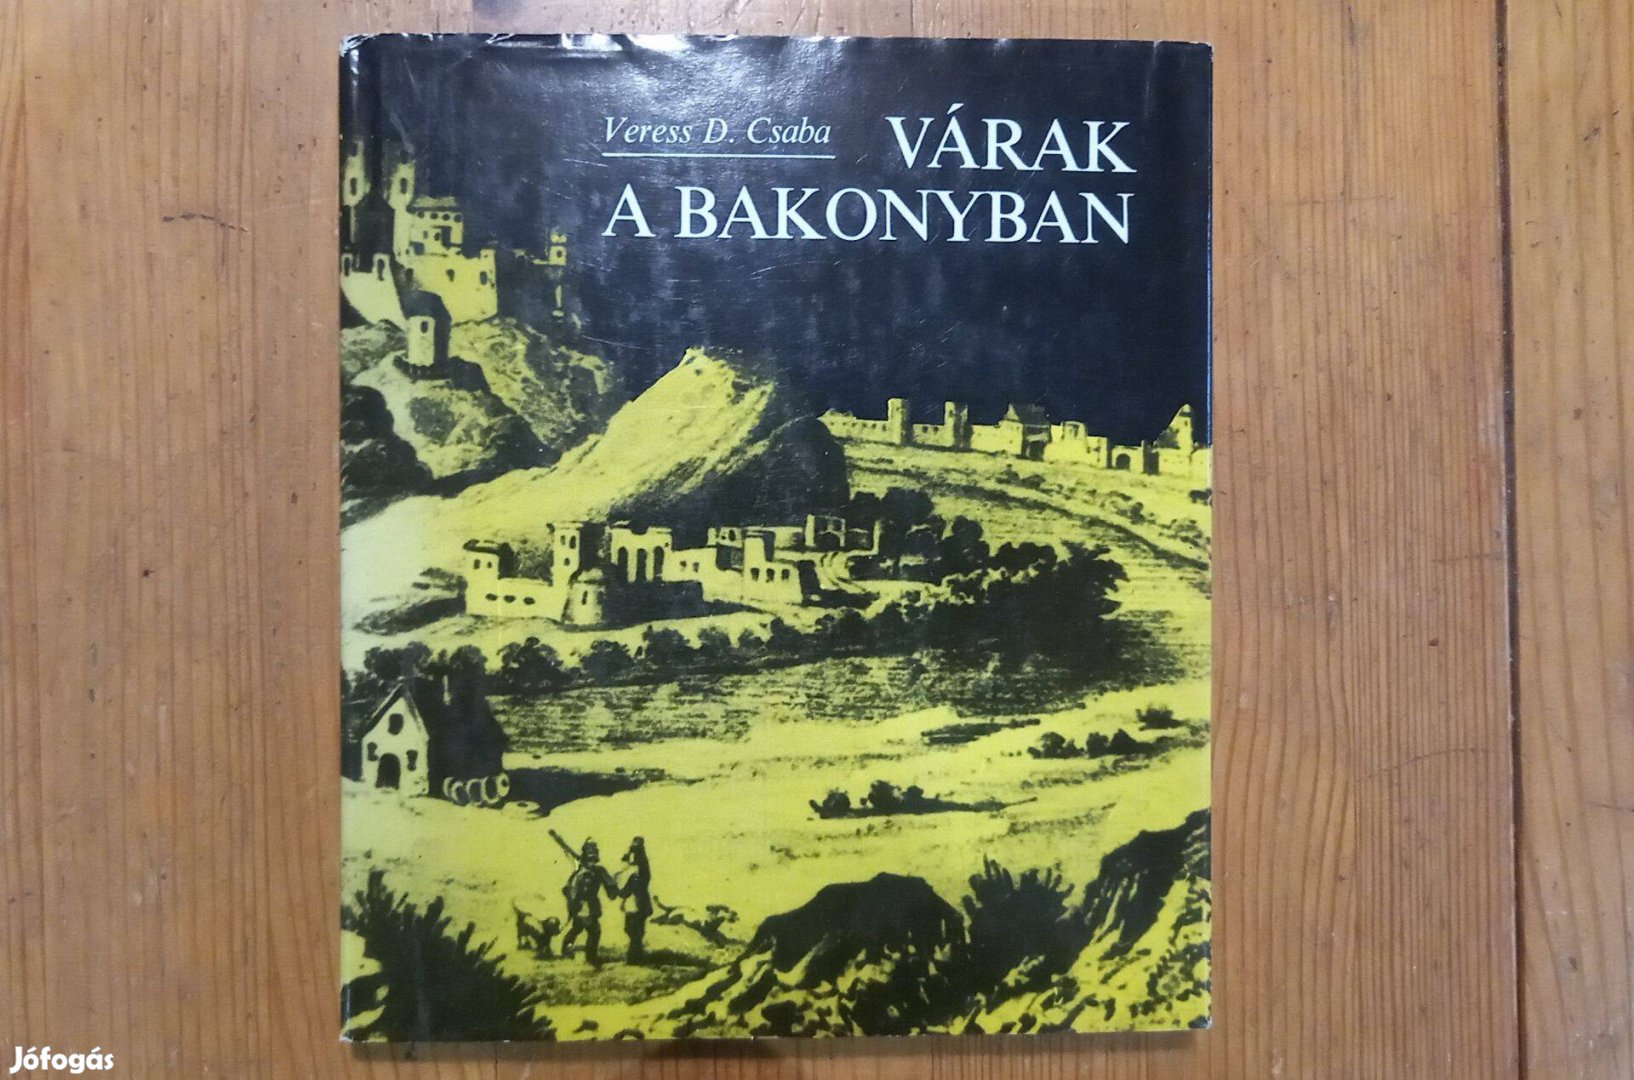 Veress D. Csaba VÁRAK
A BAKONYBAN
Jófogás